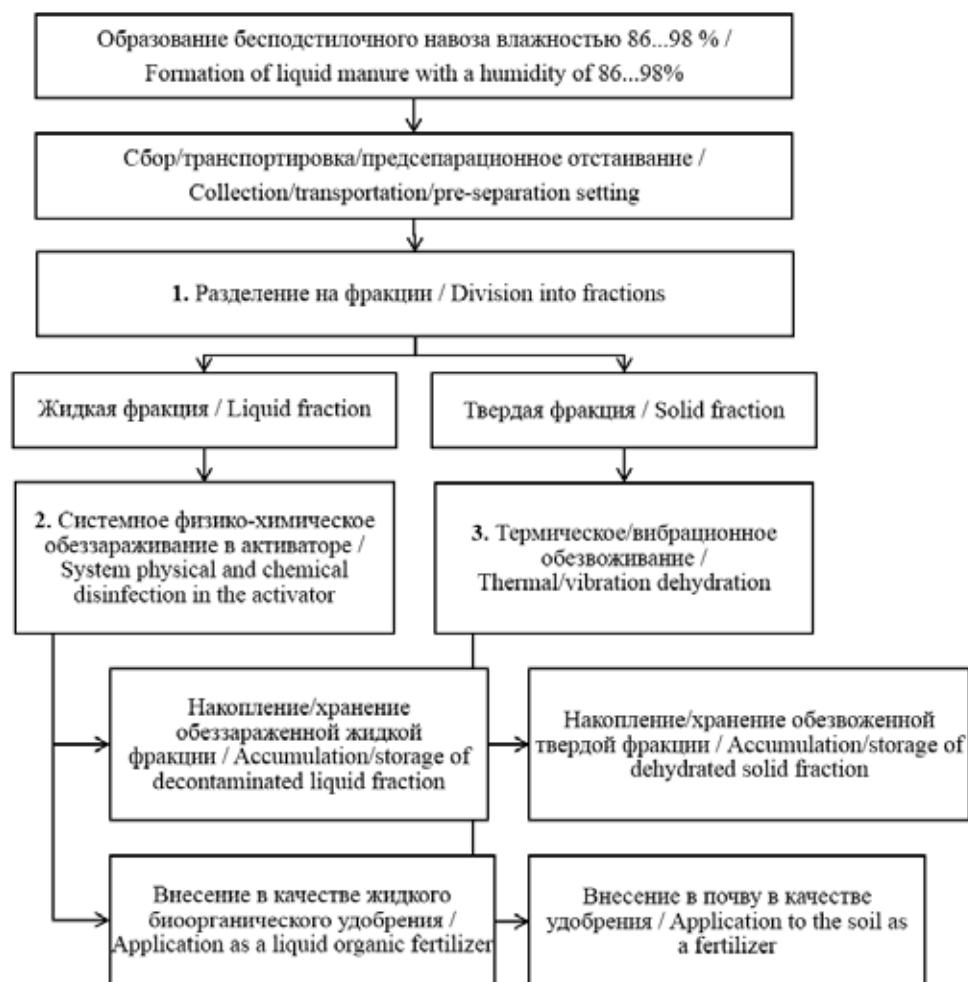 Образование бесподстилочного навоза влажностью 86...98 % /
Formation of liquid manure with a humidity of 86...98%
Сбор/транспортировка/предсепарационное отстаивание /
Collection/transportation/pre-separation setting
1. Разделение на фракции / Division into fractions
Жидкая фракция / Liquid fraction
Твердая фракция / Solid fraction
2. Системное физико-химическое
обеззараживание в активаторе /
System physical and chemical
disinfection in the activator
3. Термическое/вибрационное
обезвоживание /
Thermal/vibration dehydration
Накопление/хранение
обеззараженной жидкой
фракции / Accumulation/storage of
decontaminated liquid fraction
Накопление/хранение обезвоженной
твердой фракции / Accumulation/storage of
dehydrated solid fraction
Внесение в качестве жидкого
биоорганического удобрения /
Application as a liquid organic fertilizer
Внесение в почву в качестве
удобрения / Application to the soil as
a fertilizer